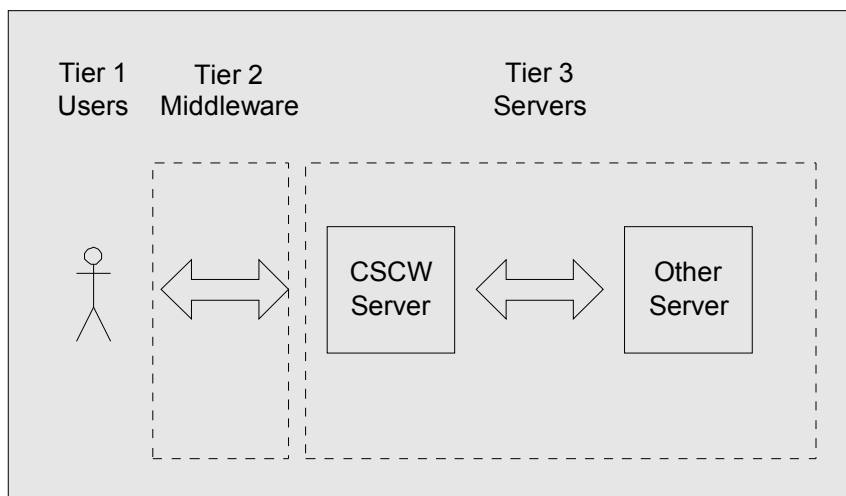 Tier 1
Users
Tier 2
Middleware
Tier 3
Servers
CSCW
Server
Other
Server